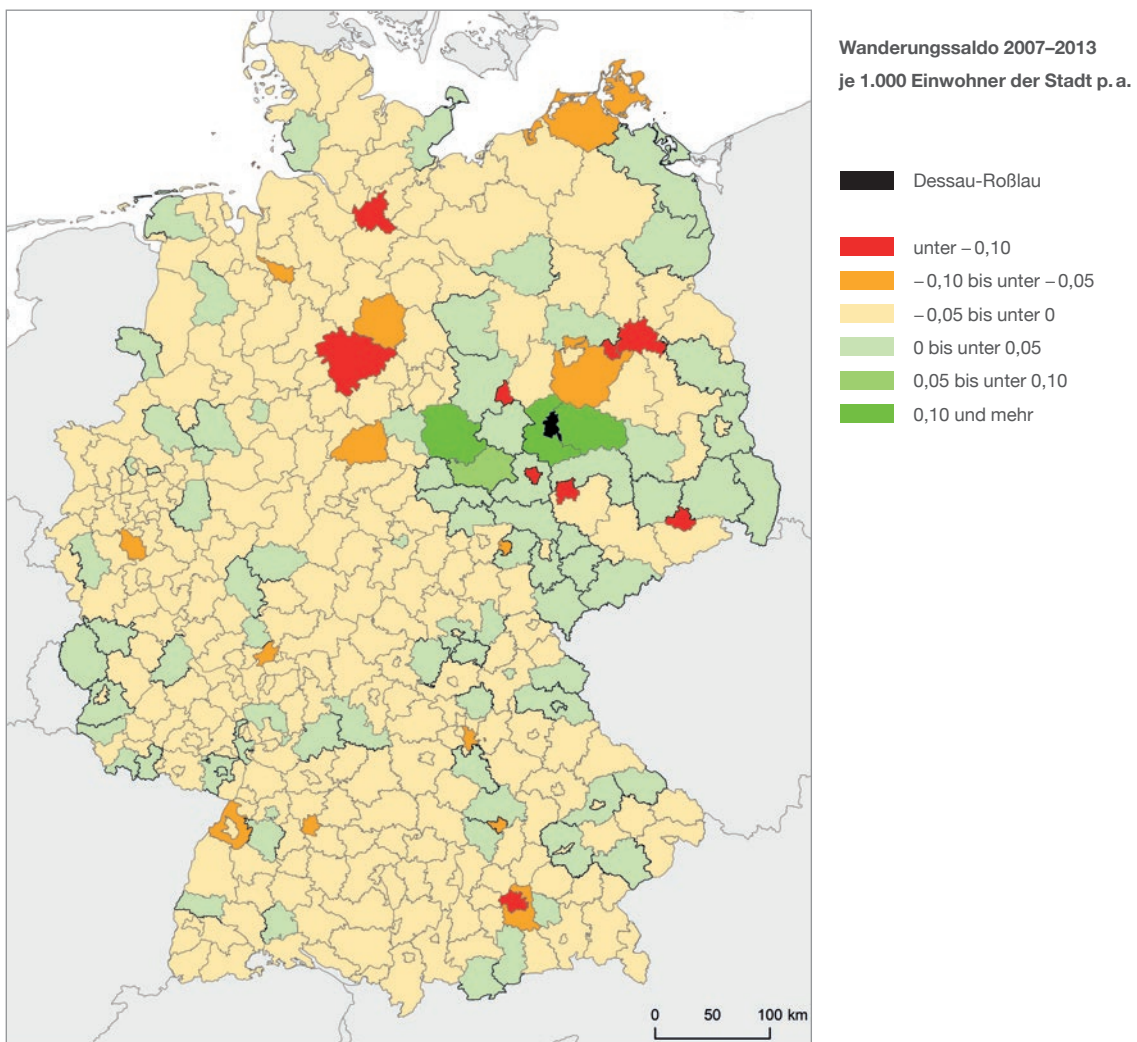 Wanderungssaldo 2007–2013
je 1.000 Einwohner der Stadt p. a.
Dessau-Roßlau
unter – 0,10
– 0,10 bis unter – 0,05
– 0,05 bis unter 0
0 bis unter 0,05
0,05 bis unter 0,10
0,10 und mehr
0 50 100 km